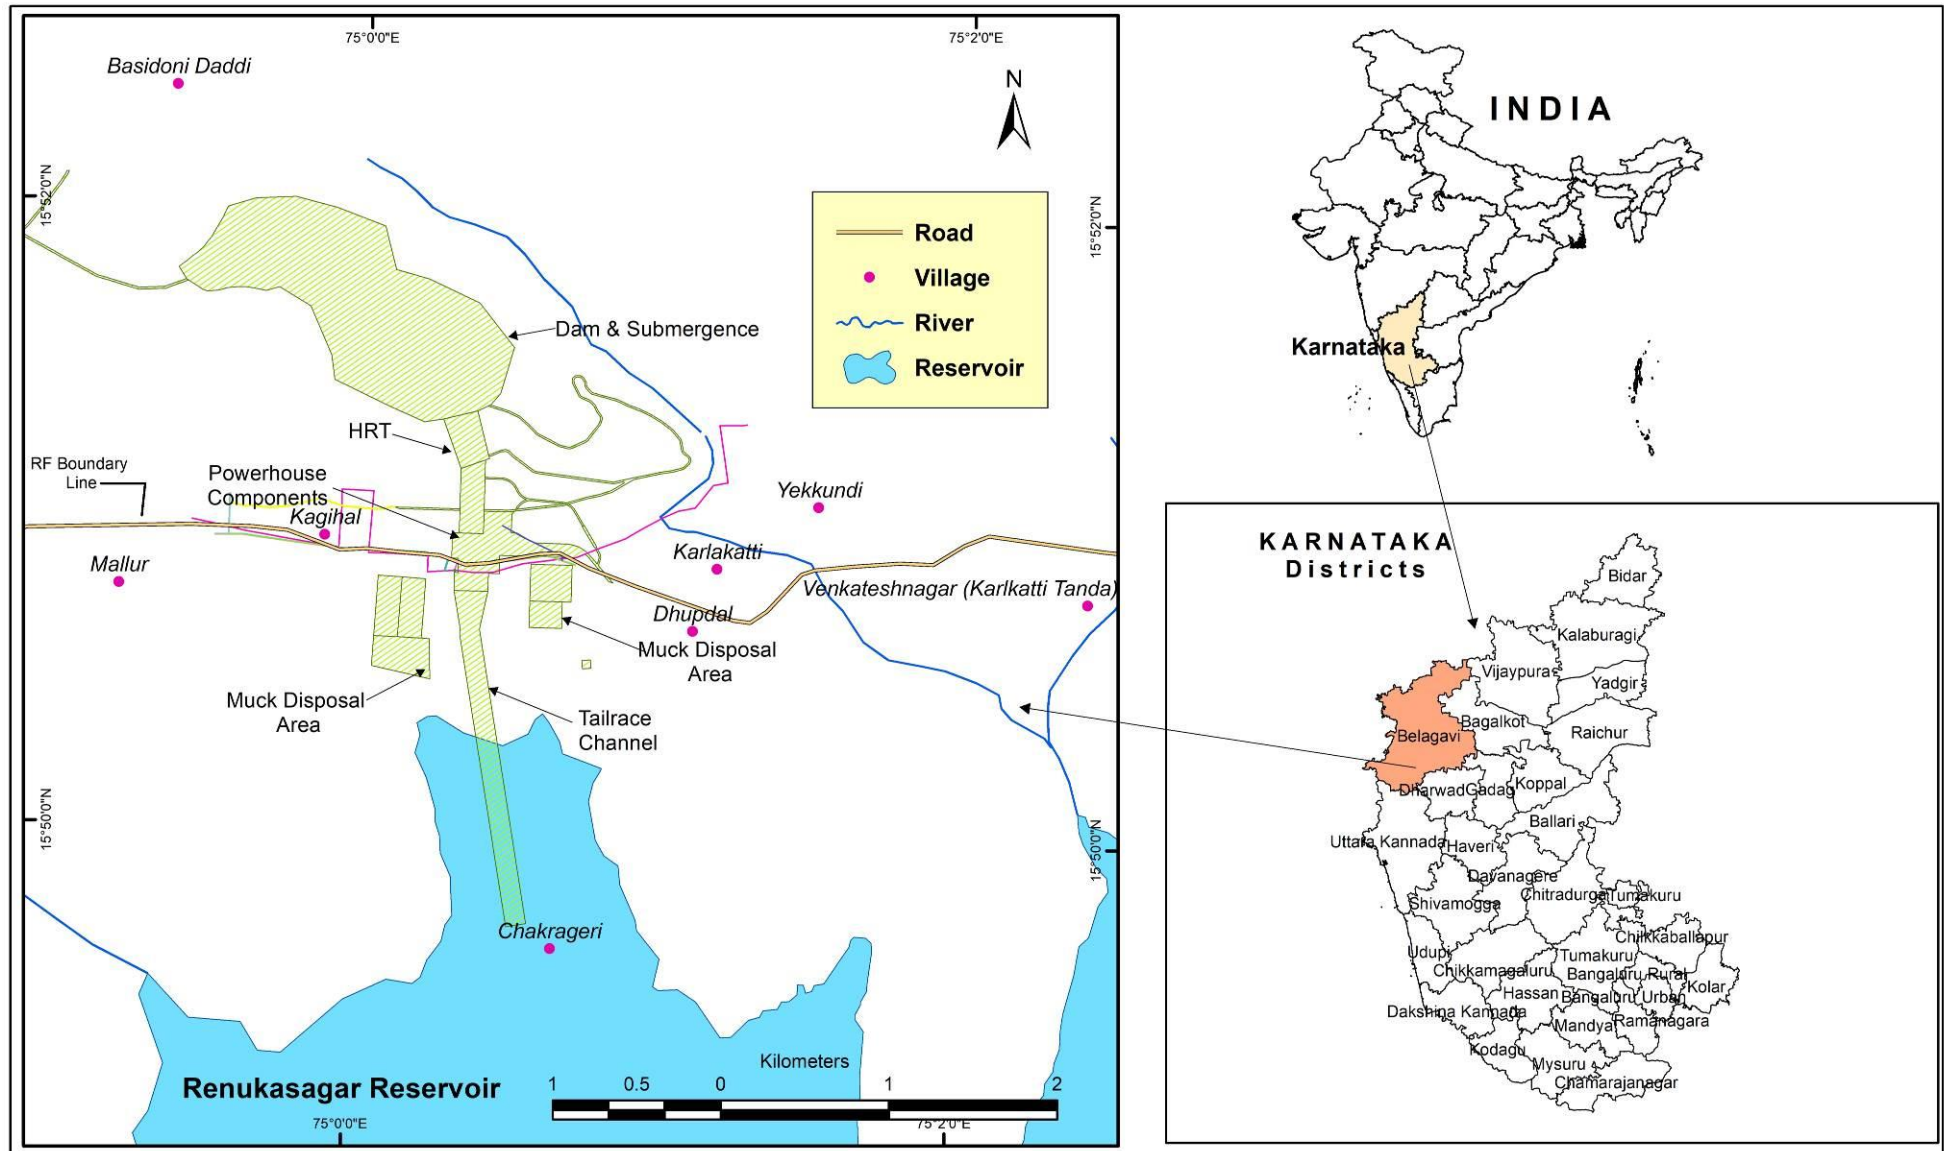 75°0'0"E
75°2'0"E
Basidoni Daddi
N
15°52'0"N
15°52'0"N
Road
Village
River
Reservoir
Dam & Submergence
HRT
RF Boundary
Line
Powerhouse
Components
Kagihal
Yekkundi
Mallur
Karlakatti
Venkateshnagar (Karlkatti Tanda)
Dhupdal
Muck Disposal
Area
Muck Disposal
Area
Tailrace
Channel
15°50'0"N
15°50'0"N
Chakrageri
Kilometers
Renukasagar Reservoir
1 0.5 0 1 2
75°0'0"E
75°2'0"E
INDIA
Karnataka
KARNATAKA
Districts
Bidar
Kalaburagi
Vijaypura
Yadgir
Bagalkot
Belagavi
Raichur
Dharwad
Gadag
Koppal
Ballari
Uttara Kannada
Haveri
Davanagere
Chitradurga
Tumakuru
Shivamogga
Chikkaballapur
Udupi
Tumakuru
Chikkamagaluru
Bangaluru Rural
Kolar
Hassan
Bangaluru Urban
Dakshina Kannada
Mandya
Ramanagara
Kodagu
Mysuru
Chamarajanagar